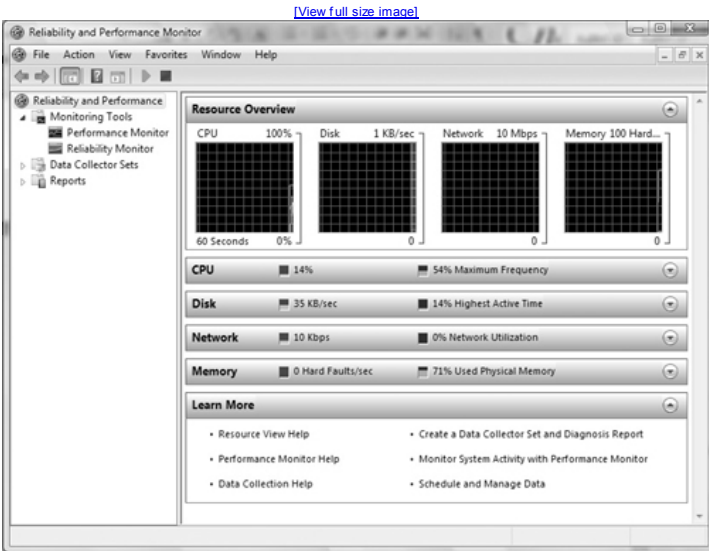 [View full size image]
Reliability and Performance Monitor
File Action View Favorites Window Help
Reliability and Performance
Monitoring Tools
Performance Monitor
Reliability Monitor
Data Collector Sets
Reports
Resource Overview
CPU 100%
Disk 1 KB/sec
Network 10 Mbps
Memory 100 Hard...
60 Seconds 0%
0
0
0
CPU 14% 54% Maximum Frequency
Disk 35 KB/sec 14% Highest Active Time
Network 10 Kbps 0% Network Utilization
Memory 0 Hard Faults/sec 71% Used Physical Memory
Learn More
• Resource View Help
• Create a Data Collector Set and Diagnosis Report
• Performance Monitor Help
• Monitor System Activity with Performance Monitor
• Data Collection Help
• Schedule and Manage Data